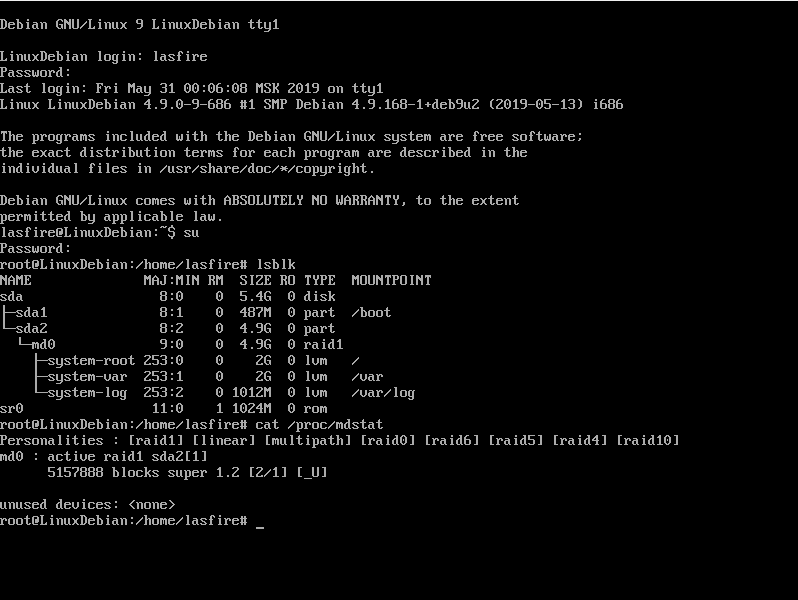 Debian GNU/Linux 9 LinuxDebian tty1

LinuxDebian login: lasfire
Password:
Last login: Fri May 31 00:06:08 MSK 2019 on tty1
Linux LinuxDebian 4.9.0-9-686 #1 SMP Debian 4.9.168-1+deb9u2 (2019-05-13) i686

The programs included with the Debian GNU/Linux system are free software;
the exact distribution terms for each program are described in the
individual files in /usr/share/doc/*/copyright.

Debian GNU/Linux comes with ABSOLUTELY NO WARRANTY, to the extent
permitted by applicable law.
lasfire@LinuxDebian:~$ su
Password:
root@LinuxDebian:/home/lasfire# lsblk
NAME                MAJ:MIN RM  SIZE RO TYPE  MOUNTPOINT
sda                   8:0    0  5.4G  0 disk
├─sda1                8:1    0  487M  0 part  /boot
└─sda2                8:2    0  4.9G  0 part
  └─md0               9:0    0  4.9G  0 raid1
    ├─system-root   253:0    0    2G  0 lvm   /
    ├─system-var    253:1    0    2G  0 lvm   /var
    └─system-log    253:2    0 1012M  0 lvm   /var/log
sr0                  11:0    1 1024M  0 rom
root@LinuxDebian:/home/lasfire# cat /proc/mdstat
Personalities : [raid1] [linear] [multipath] [raid0] [raid6] [raid5] [raid4] [raid10]
md0 : active raid1 sda2[1]
      5157888 blocks super 1.2 [2/1] [_U]

unused devices: <none>
root@LinuxDebian:/home/lasfire# _